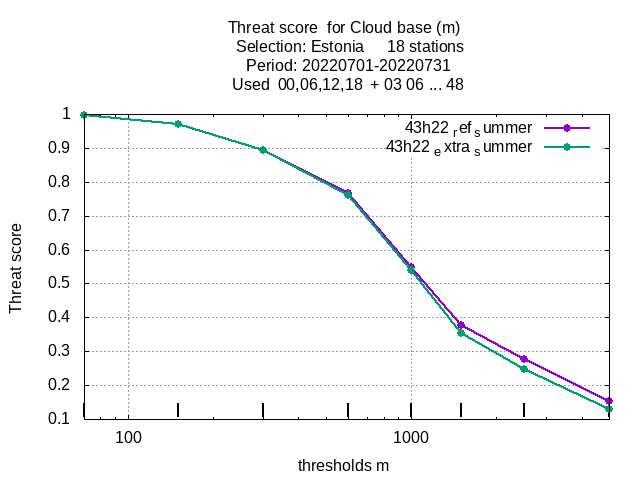 Threat score for Cloud base (m)
Selection: Estonia 18 stations
Period: 20220701-20220731
Used 00,06,12,18 + 03 06 ... 48
43h22 ref summer
43h22 extra summer
1
0.9
0.8
0.7
0.6
0.5
0.4
0.3
0.2
0.1
Threat score
100 1000
thresholds m